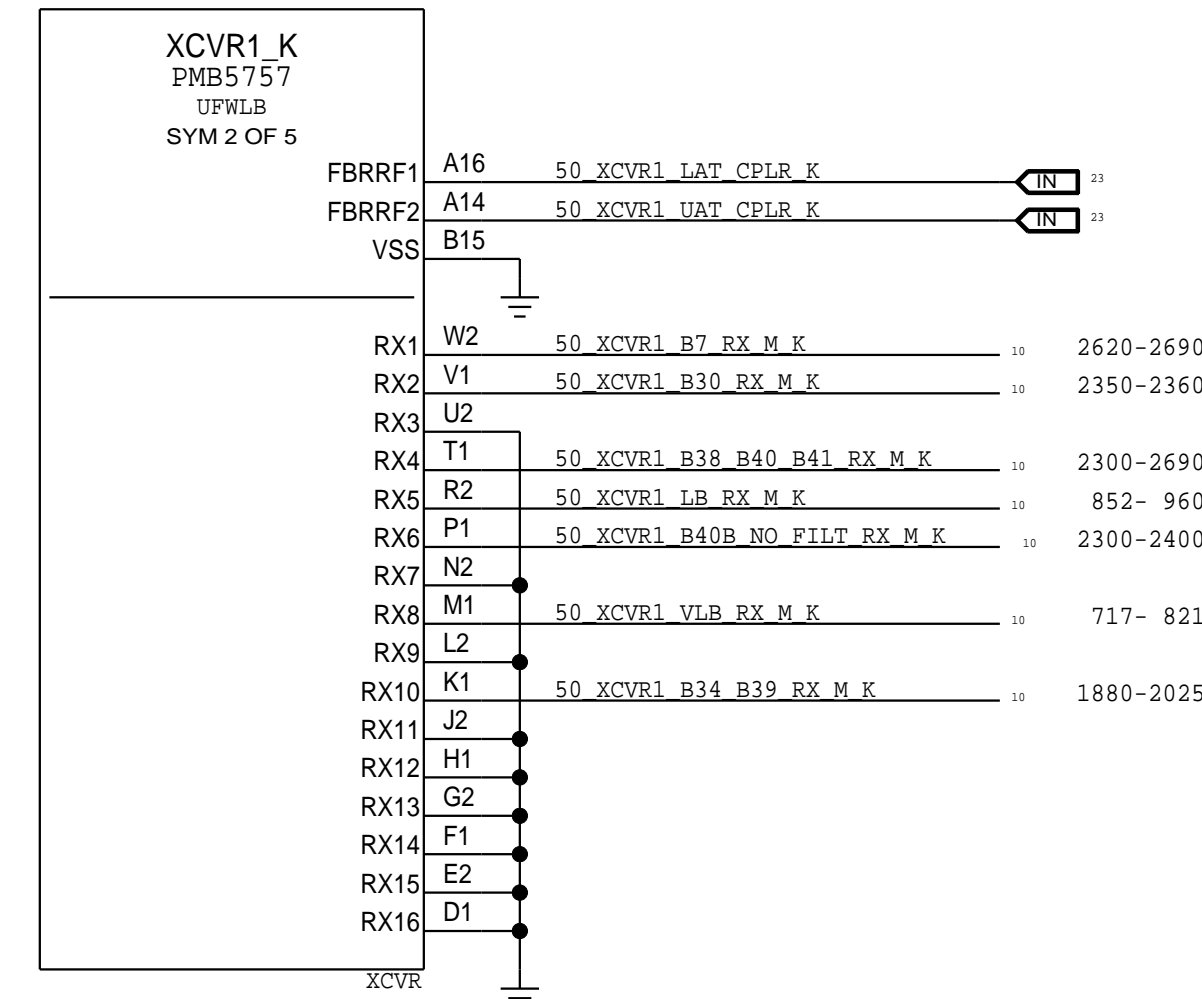 XCVR1_K
PMB5757
UFWLB
SYM 2 OF 5
FBRRF1 A16 50_XCVR1_LAT_CPLR_K IN 23
FBRRF2 A14 50_XCVR1_UAT_CPLR_K IN 23
VSS B15
RX1 W2 50_XCVR1_B7_RX_M_K 10 2620-2690
RX2 V1 50_XCVR1_B30_RX_M_K 10 2350-2360
RX3 U2
RX4 T1 50_XCVR1_B38_B40_B41_RX_M_K 10 2300-2690
RX5 R2 50_XCVR1_LB_RX_M_K 10 852- 960
RX6 P1 50_XCVR1_B40B_NO_FILT_RX_M_K 10 2300-2400
RX7 N2
RX8 M1 50_XCVR1_VLB_RX_M_K 10 717- 821
RX9 L2
RX10 K1 50_XCVR1_B34_B39_RX_M_K 10 1880-2025
RX11 J2
RX12 H1
RX13 G2
RX14 F1
RX15 E2
RX16 D1
XCVR